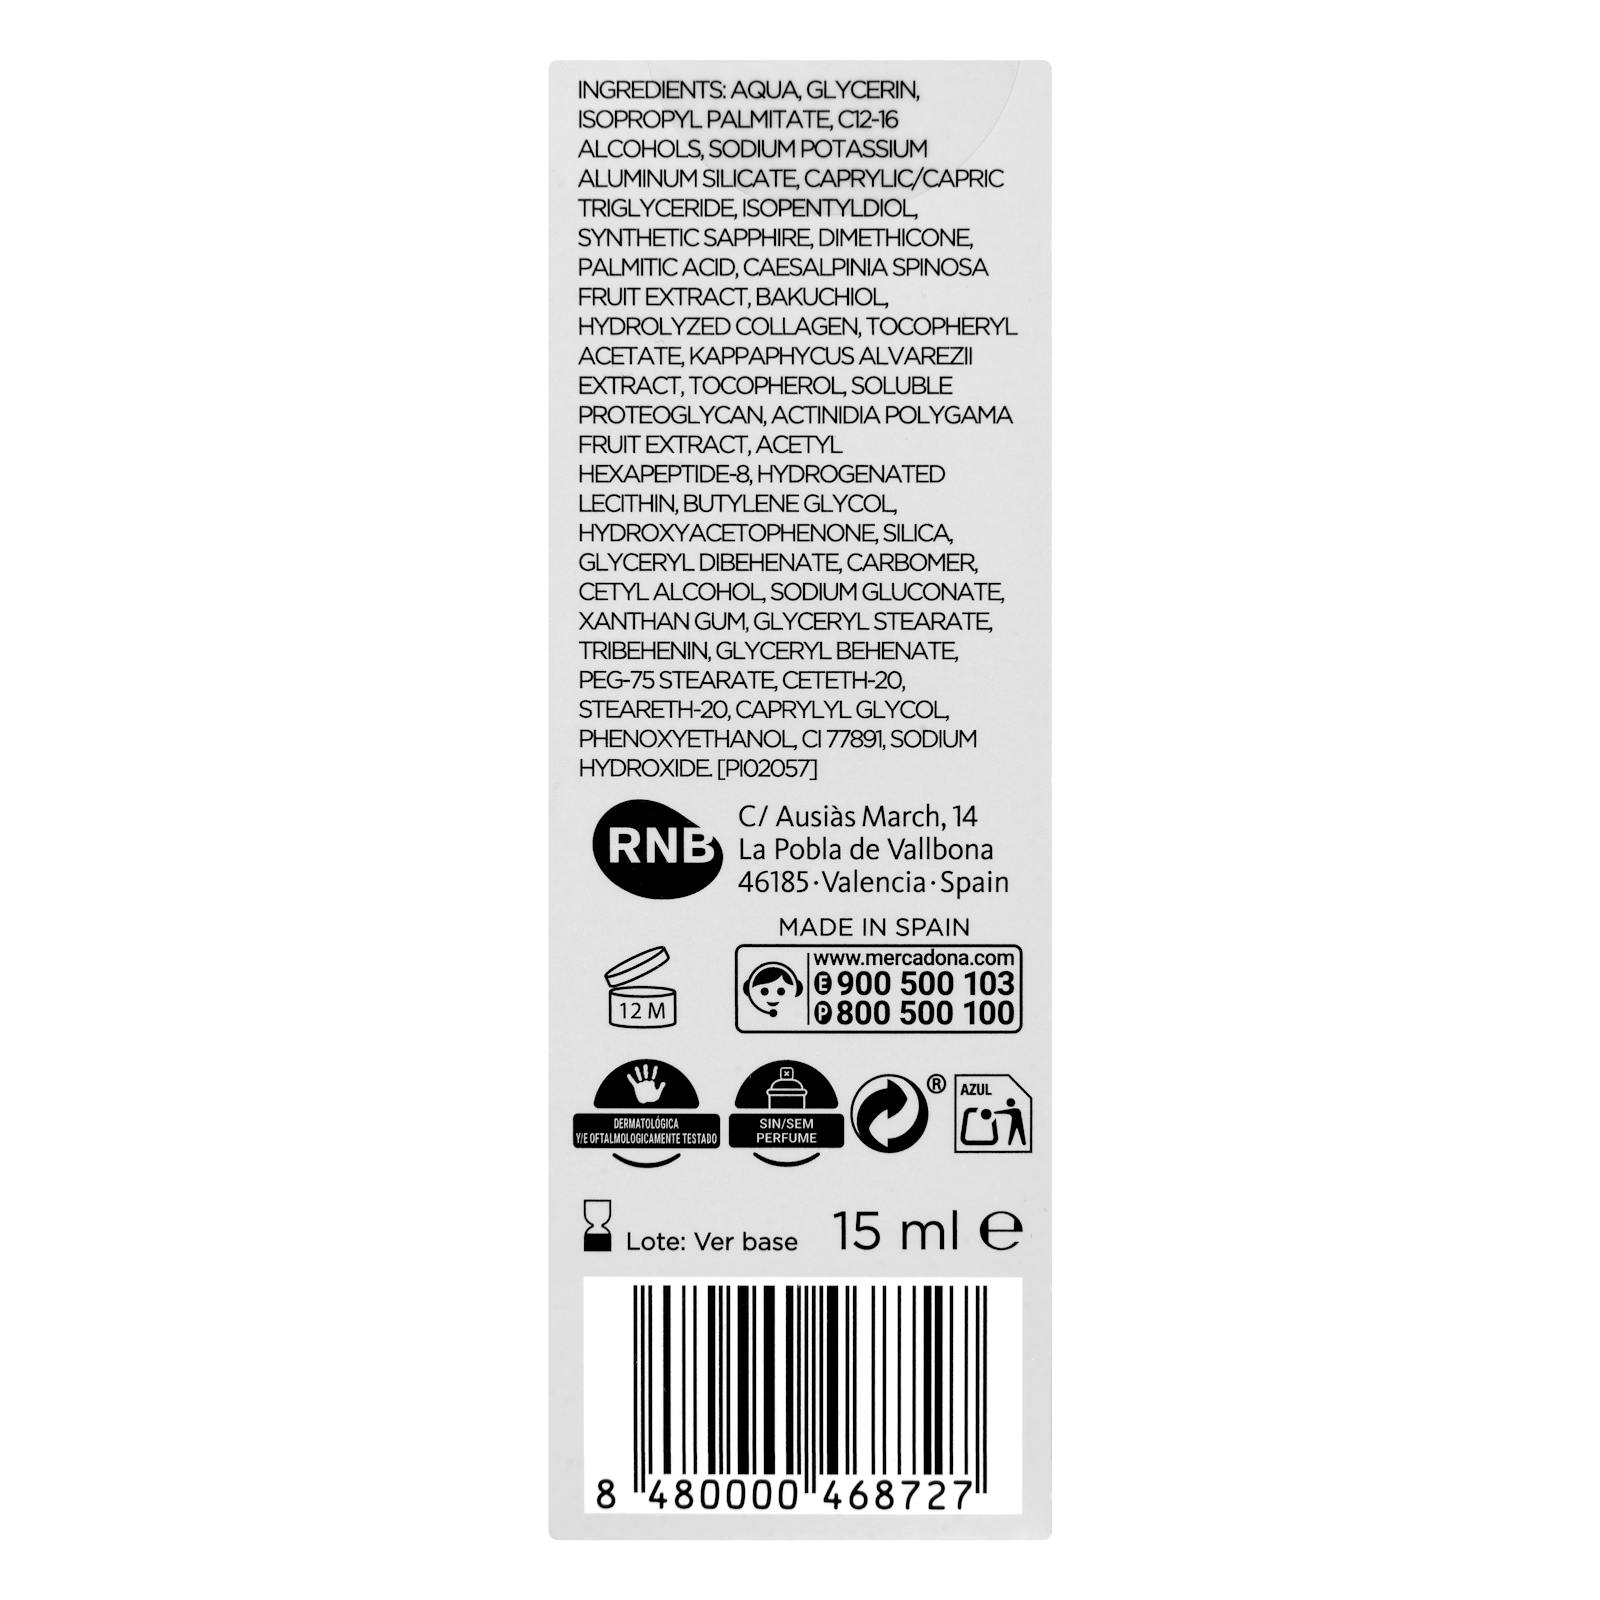 INGREDIENTS: AQUA, GLYCERIN,
ISOPROPYL PALMITATE, C12-16
ALCOHOLS, SODIUM POTASSIUM
ALUMINUM SILICATE, CAPRYLIC/CAPRIC
TRIGLYCERIDE, ISOPENTYLDIOL,
SYNTHETIC SAPPHIRE, DIMETHICONE,
PALMITIC ACID, CAESALPINIA SPINOSA
FRUIT EXTRACT, BAKUCHIOL,
HYDROLYZED COLLAGEN, TOCOPHERYL
ACETATE, KAPPAPHYCUS ALVAREZII
EXTRACT, TOCOPHEROL, SOLUBLE
PROTEOGLYCAN, ACTINIDIA POLYGAMA
FRUIT EXTRACT, ACETYL
HEXAPEPTIDE-8, HYDROGENATED
LECITHIN, BUTYLENE GLYCOL,
HYDROXYACETOPHENONE, SILICA,
GLYCERYL DIBEHENATE, CARBOMER,
CETYL ALCOHOL, SODIUM GLUCONATE,
XANTHAN GUM, GLYCERYL STEARATE,
TRIBEHENIN, GLYCERYL BEHENATE,
PEG-75 STEARATE, CETETH-20,
STEARETH-20, CAPRYLYL GLYCOL,
PHENOXYETHANOL, CI 77891, SODIUM
HYDROXIDE. [PI02057]
RNB
C/ Ausiàs March, 14
La Pobla de Vallbona
46185·Valencia·Spain
MADE IN SPAIN
12 M
www.mercadona.com
E 900 500 103
P 800 500 100
DERMATOLÓGICA
Y/E OFTALMOLOGICAMENTE TESTADO
SIN/SEM
PERFUME
®
AZUL
Lote: Ver base
15 ml ℮
8 480000 468727